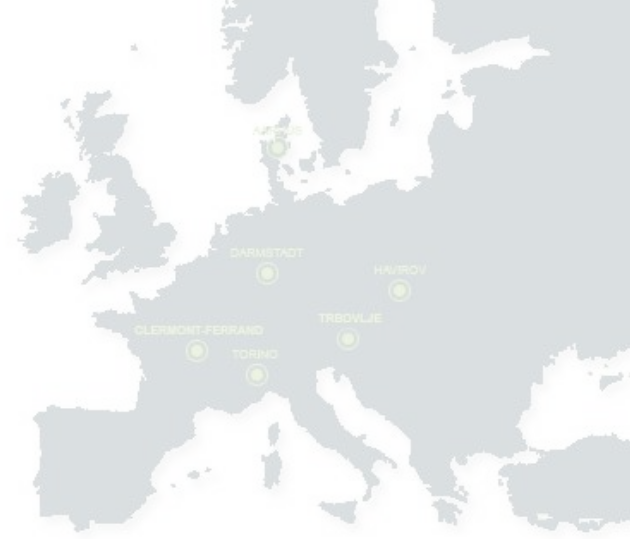 DARMSTADT
HAVIROV
TRBOVLJE
CLERMONT-FERRAND
TORINO